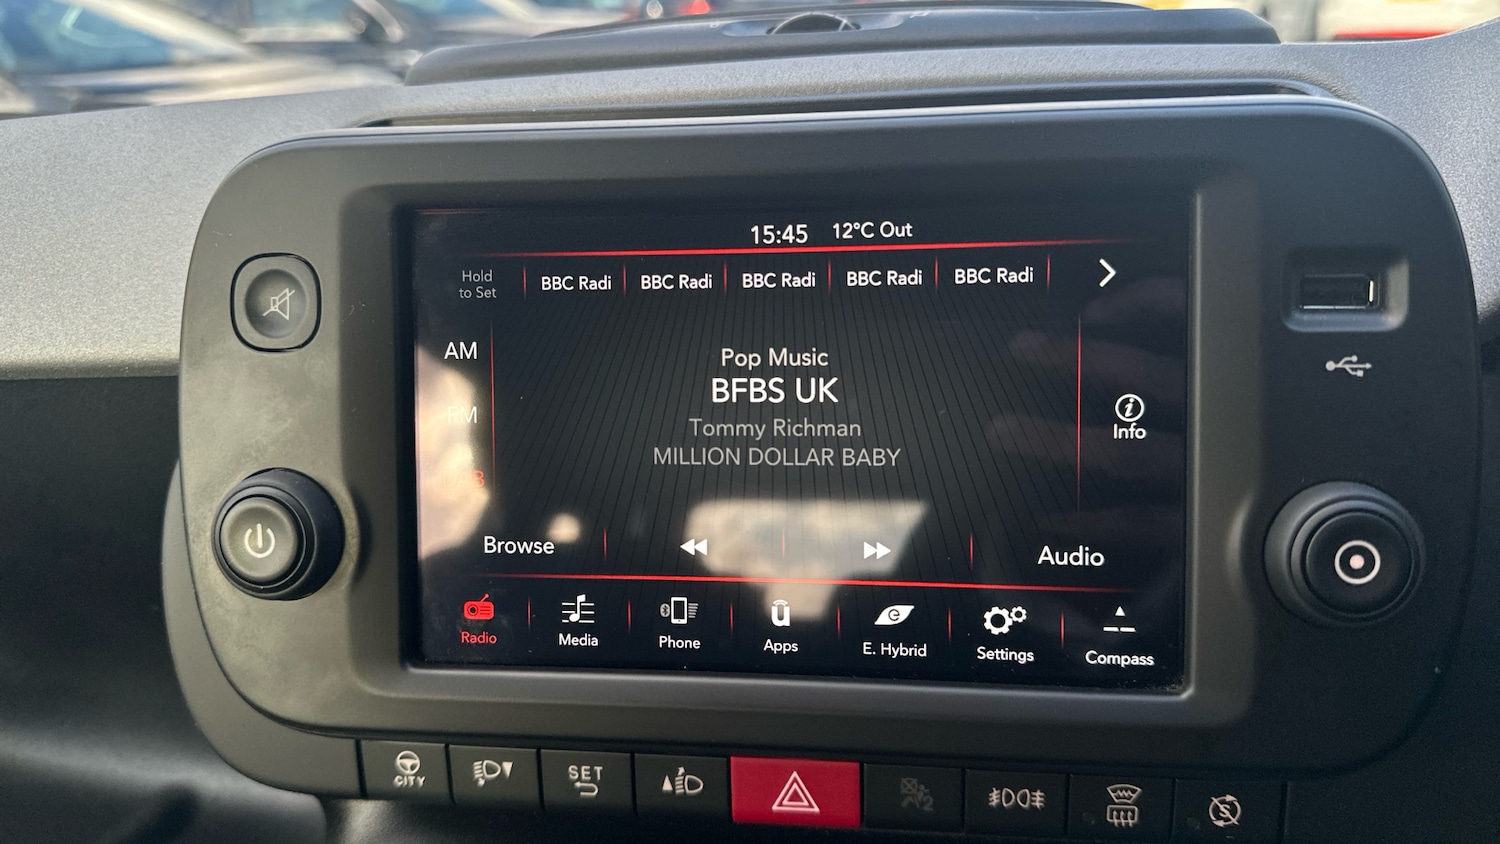 15:45 12°C Out
Hold
to Set
BBC Radi BBC Radi BBC Radi BBC Radi BBC Radi
AM
Pop Music
BFBS UK
FM
Tommy Richman
Info
MILLION DOLLAR BABY
Browse Audio
Radio Media Phone Apps E. Hybrid Settings Compass
CITY
SET
2